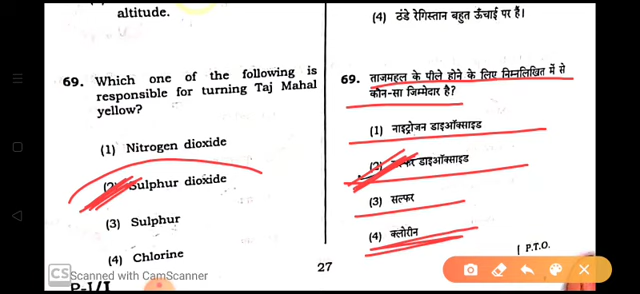 altitude.
69. Which one of the following is
responsible for turning Taj Mahal
yellow?
(1) Nitrogen dioxide
(2) Sulphur dioxide
(3) Sulphur
(4) Chlorine
(4) ठंडे रेगिस्तान बहुत ऊँचाई पर हैं।
69. ताजमहल के पीले होने के लिए निम्नलिखित में से
कौन-सा जिम्मेदार है?
(1) नाइट्रोजन डाइऑक्साइड
(2) डाइऑक्साइड
(3) सल्फर
(4) क्लोरीन
[ P.T.O.
27
CS Scanned with CamScanner
P-I/I